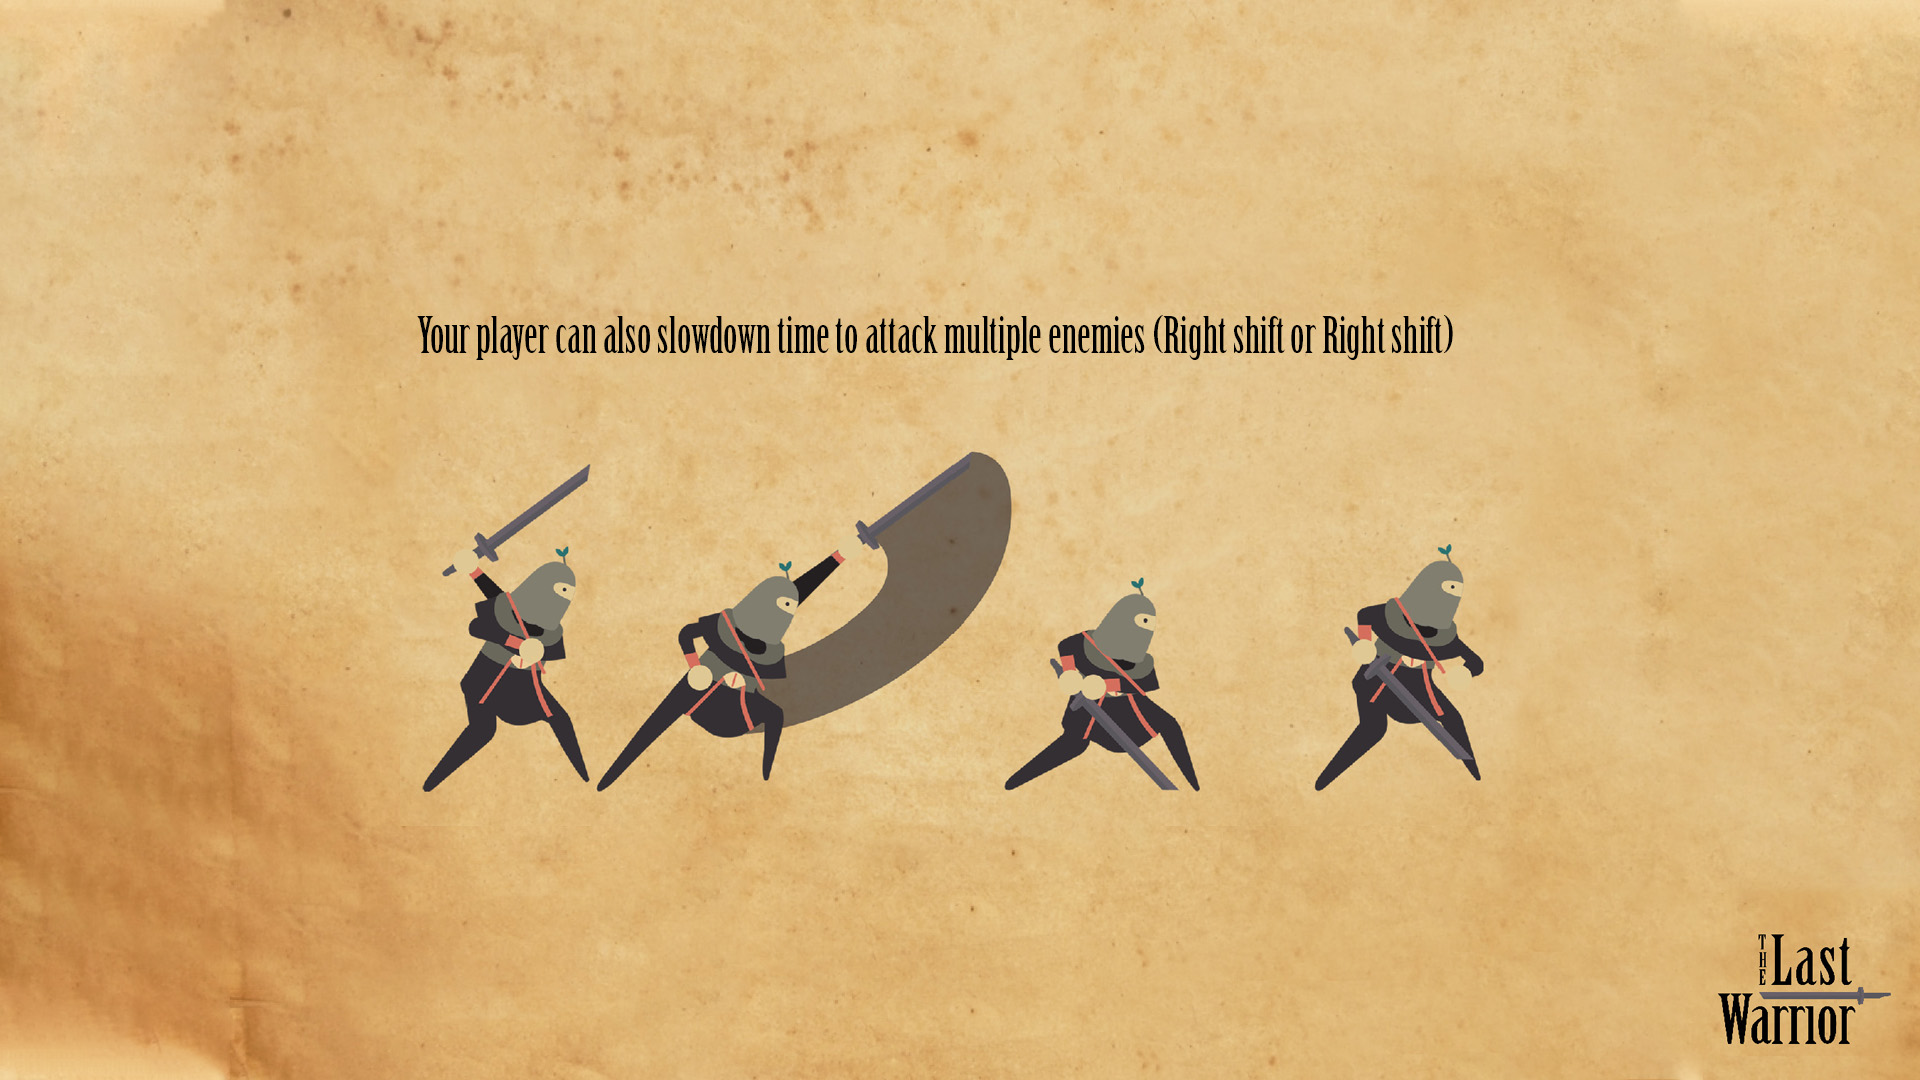 Your player can also slowdown time to attack multiple enemies (Right shift or Right shift)
THE
Last
Warrior